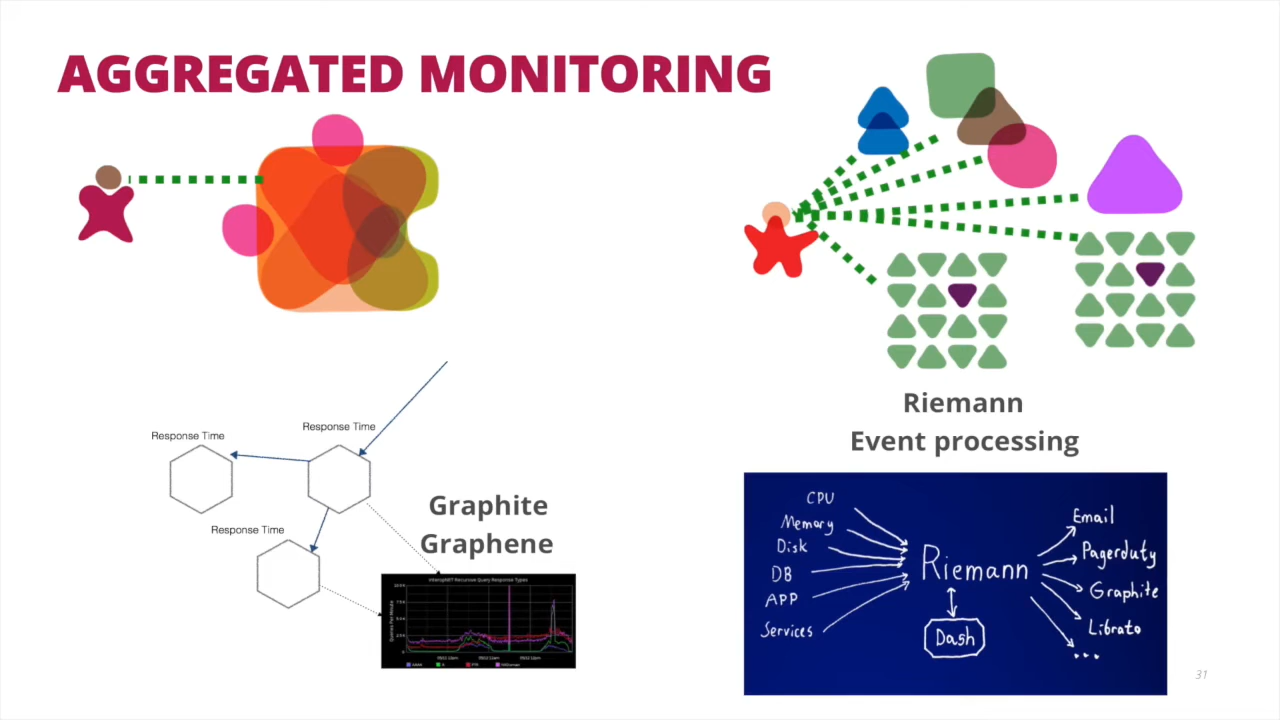 AGGREGATED MONITORING
Response Time
Response Time
Response Time
Graphite
Graphene
Riemann
Event processing
CPU
Memory
Disk
DB
APP
Services
Riemann
Dash
Email
Pagerduty
Graphite
Librato
...
31